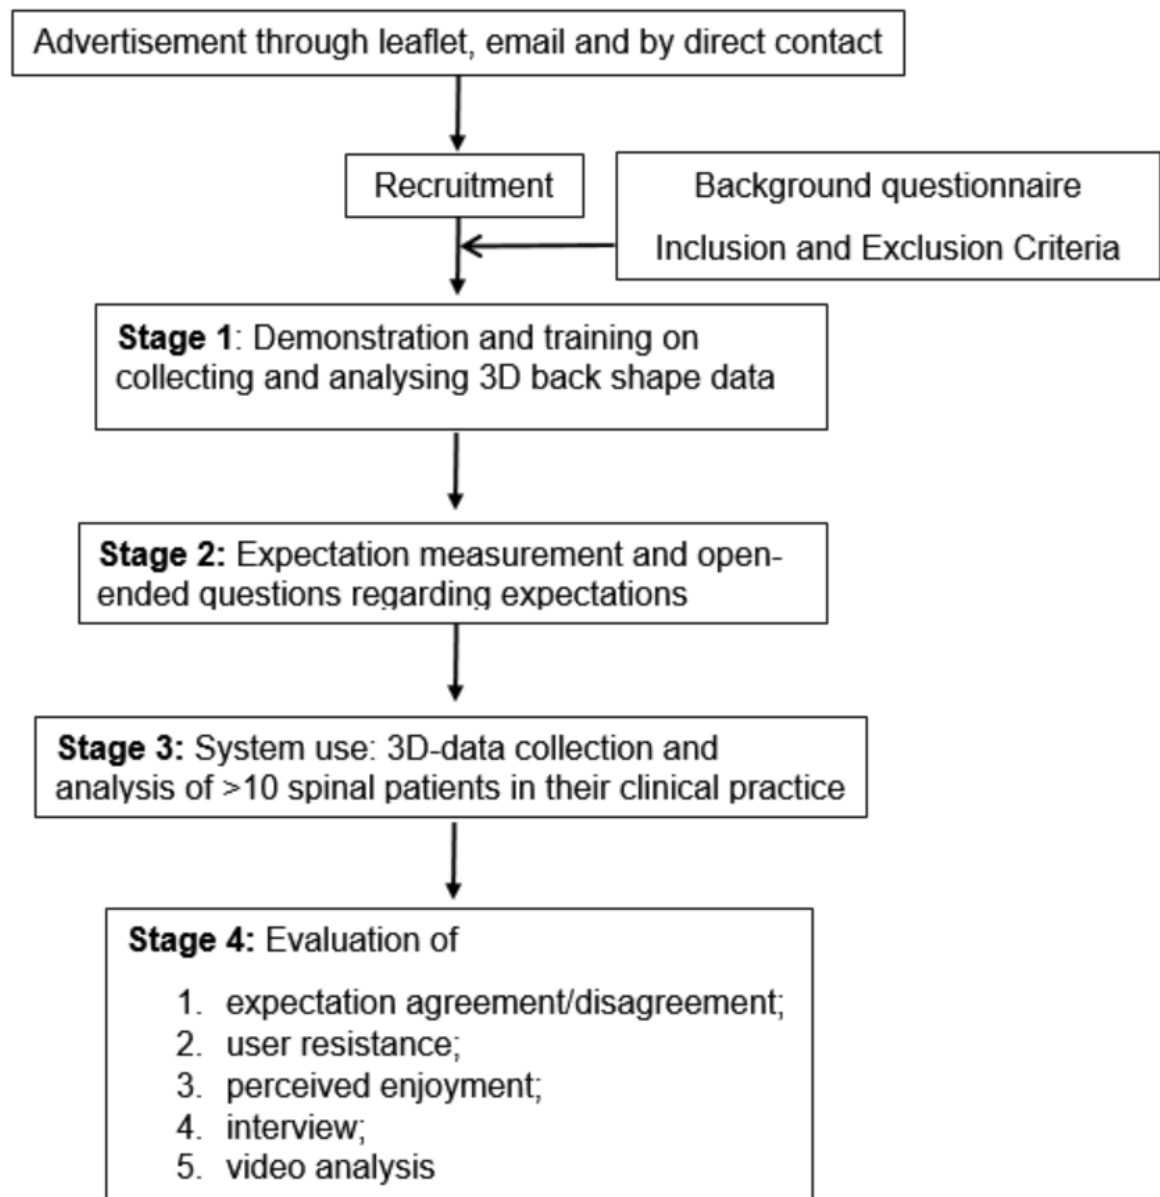 Advertisement through leaflet, email and by direct contact
Recruitment
Background questionnaire
Inclusion and Exclusion Criteria
Stage 1: Demonstration and training on
collecting and analysing 3D back shape data
Stage 2: Expectation measurement and open-
ended questions regarding expectations
Stage 3: System use: 3D-data collection and
analysis of >10 spinal patients in their clinical practice
Stage 4: Evaluation of
1. expectation agreement/disagreement;
2. user resistance;
3. perceived enjoyment;
4. interview;
5. video analysis